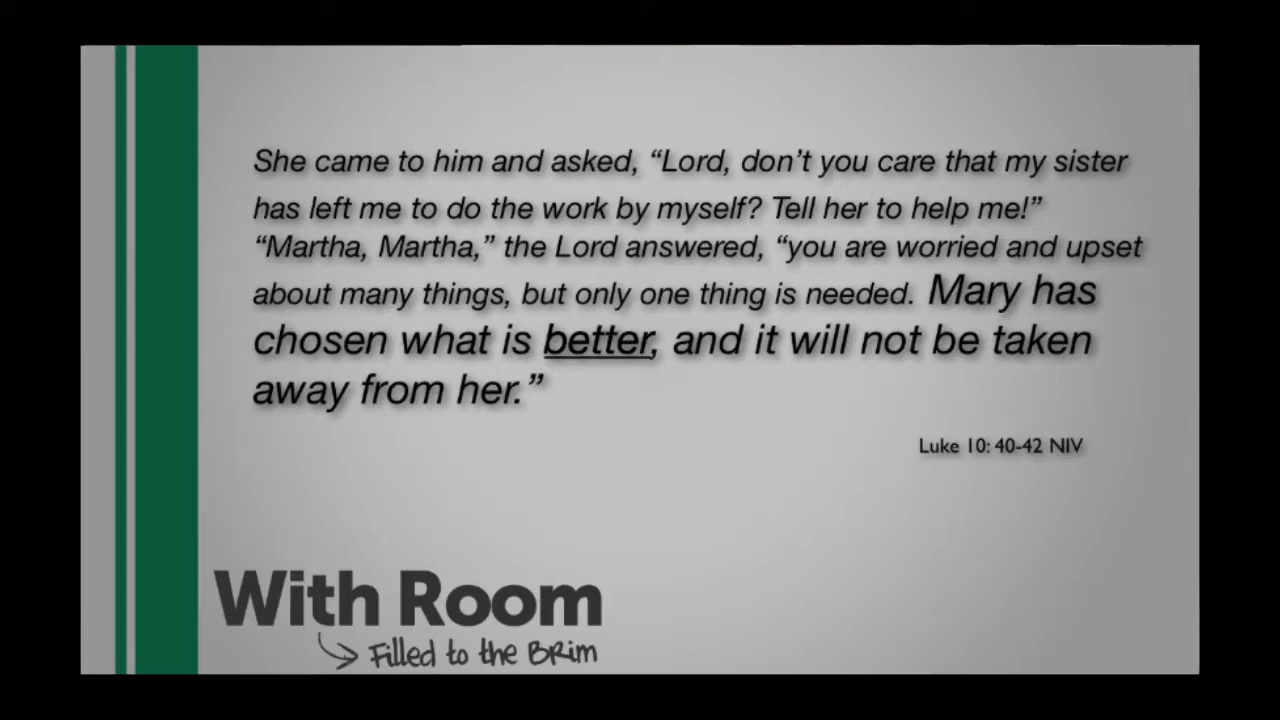 She came to him and asked, “Lord, don’t you care that my sister
has left me to do the work by myself? Tell her to help me!”
“Martha, Martha,” the Lord answered, “you are worried and upset
about many things, but only one thing is needed. Mary has
chosen what is better, and it will not be taken
away from her.”
Luke 10: 40-42 NIV
With Room
Filled to the BRim